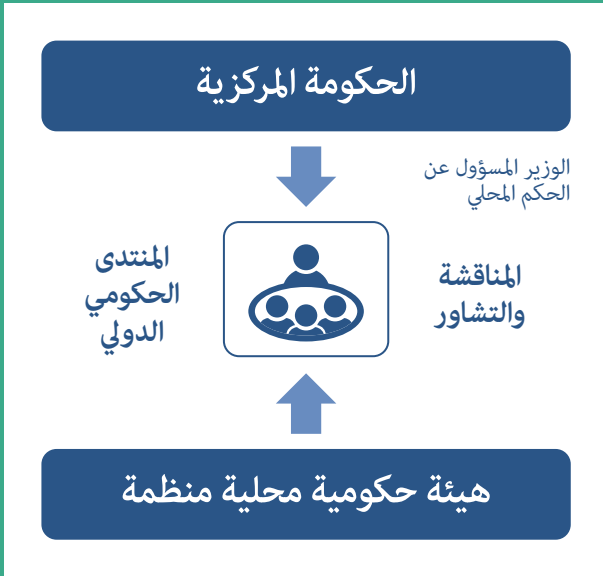 الحكومة المركزية
الوزير المسؤول عن
الحكم المحلي
المناقشة
والتشاور
المنتدى
الحكومي
الدولي
هيئة حكومية محلية منظمة